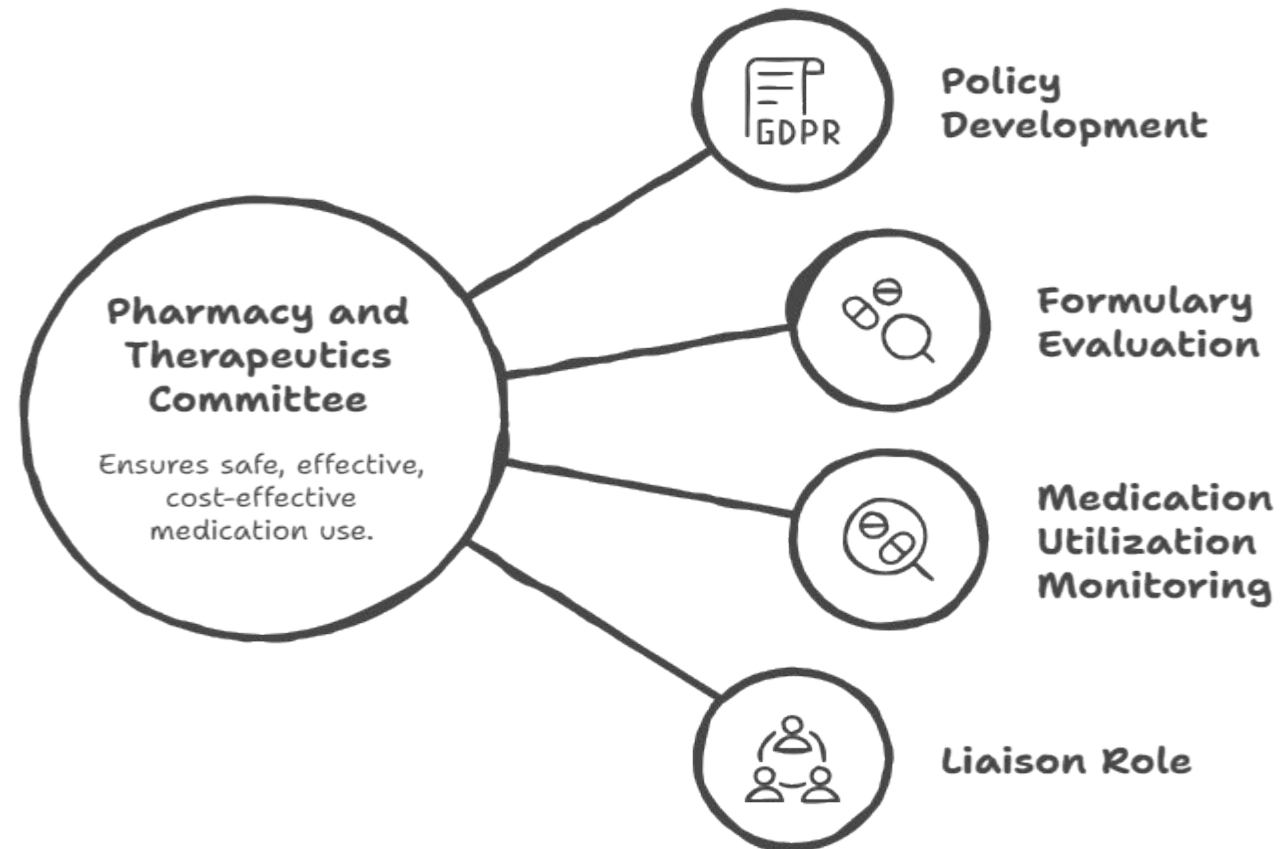 GDPR
Policy
Development
Pharmacy and
Therapeutics
Committee
Ensures safe, effective,
cost-effective
medication use.
Formulary
Evaluation
Medication
Utilization
Monitoring
Liaison Role